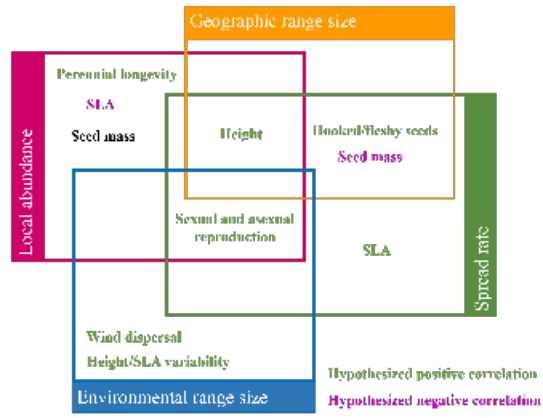 Geographic range size
Perennial longevity
SLA
Seed mass
Height
Hooked/fleshy seeds
Seed mass
Local abundance
Sexual and asexual
reproduction
SLA
Spread rate
Wind dispersal
Height/SLA variability
Environmental range size
Hypothesized positive correlation
Hypothesized negative correlation